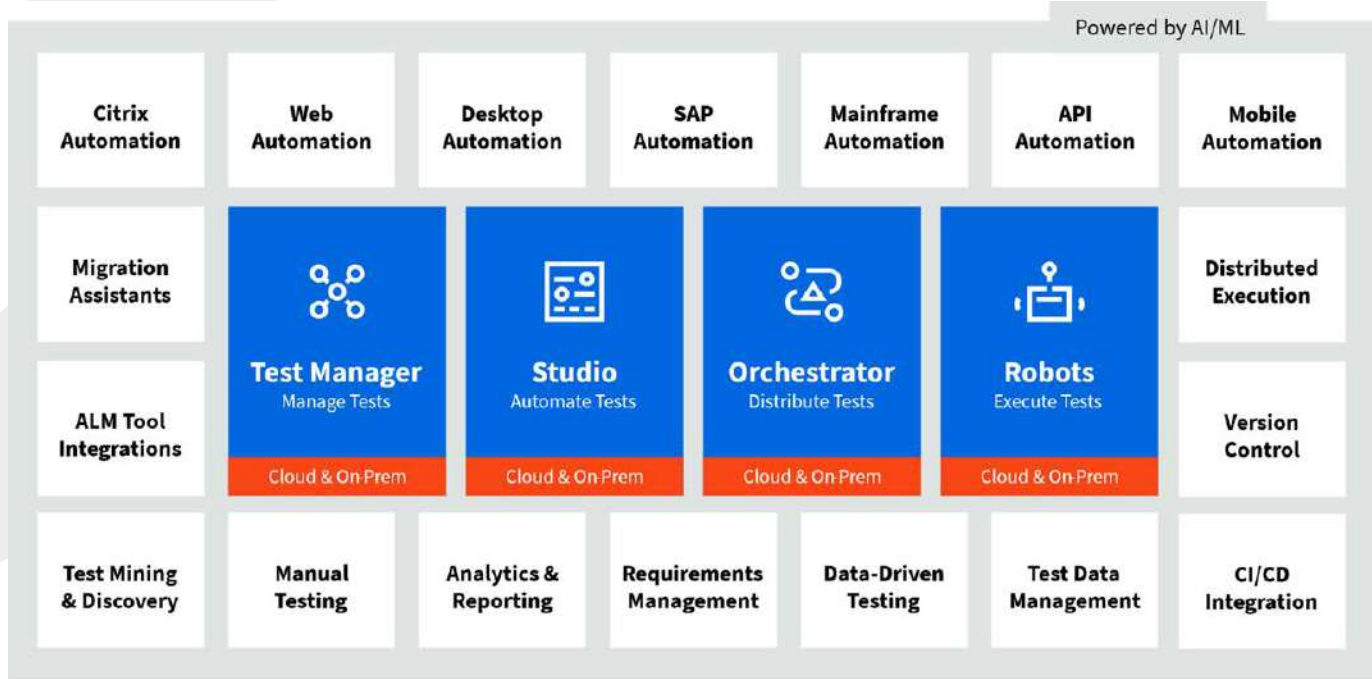 Powered by AI/ML
Citrix
Automation
Web
Automation
Desktop
Automation
SAP
Automation
Mainframe
Automation
API
Automation
Mobile
Automation
Migration
Assistants
Test Manager
Manage Tests
Cloud & On-Prem
Studio
Automate Tests
Cloud & On-Prem
Orchestrator
Distribute Tests
Cloud & On-Prem
Robots
Execute Tests
Cloud & On-Prem
Distributed
Execution
ALM Tool
Integrations
Version
Control
Test Mining
& Discovery
Manual
Testing
Analytics &
Reporting
Requirements
Management
Data-Driven
Testing
Test Data
Management
CI/CD
Integration